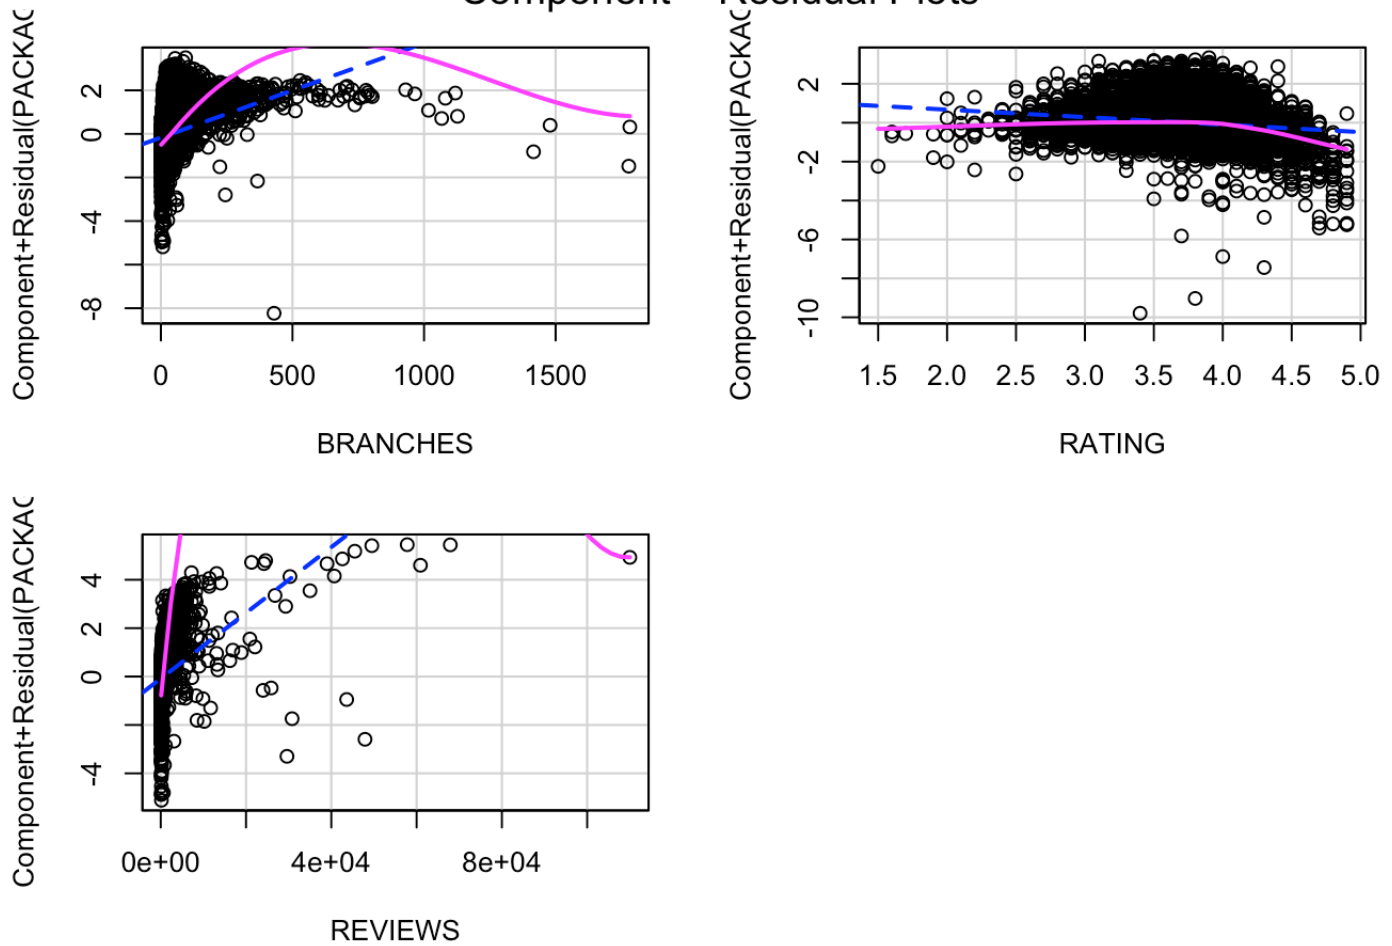 Component + Residual Plots
Component+Residual(PACKAG
2
0
-4
-8
0 500 1000 1500
BRANCHES
Component+Residual(PACKAG
2
-2
-6
-10
1.5 2.0 2.5 3.0 3.5 4.0 4.5 5.0
RATING
Component+Residual(PACKAG
4
2
0
-4
0e+00 4e+04 8e+04
REVIEWS